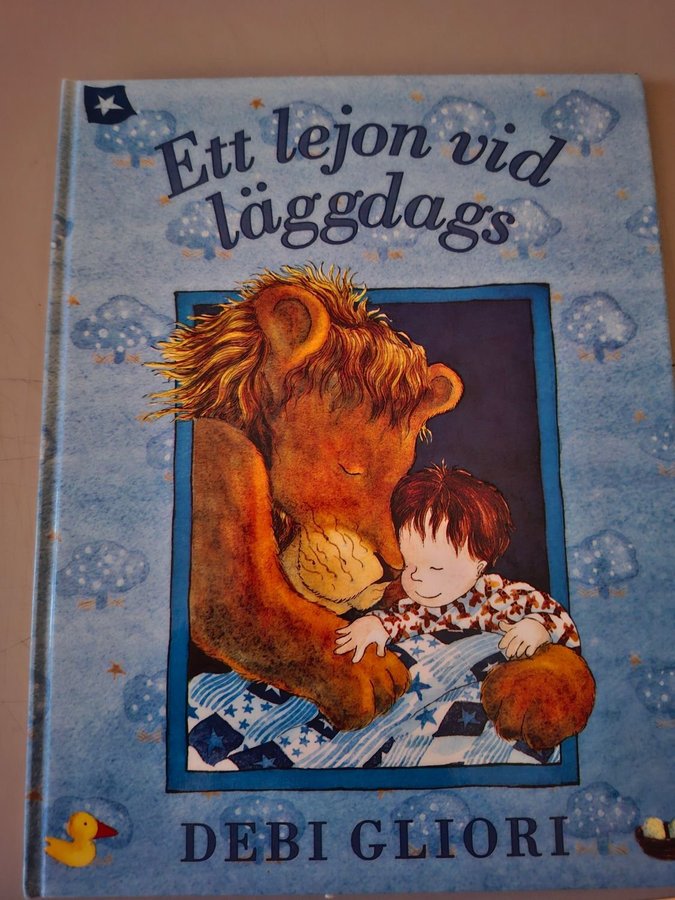 Ett lejon vid
läggdags
DEBI GLIORI